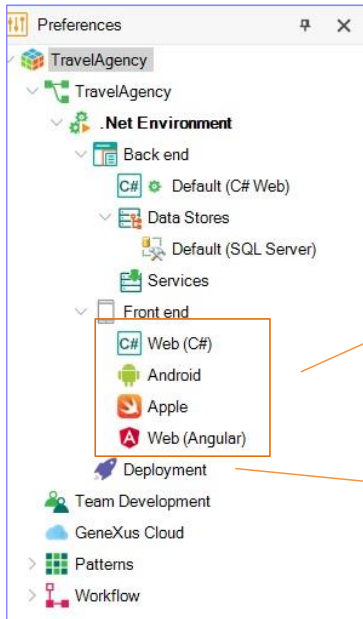 Preferences
TravelAgency
TravelAgency
.Net Environment
Back end
C# Default (C# Web)
Data Stores
Default (SQL Server)
Services
Front end
C# Web (C#)
Android
Apple
A Web (Angular)
Deployment
Team Development
GeneXus Cloud
Patterns
Workflow